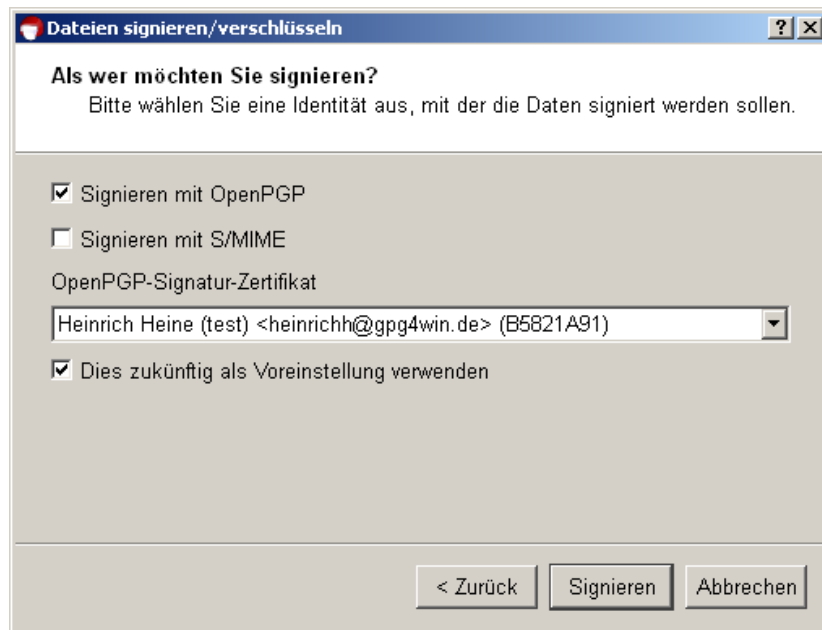 Dateien signieren/verschlüsseln
Als wer möchten Sie signieren?
Bitte wählen Sie eine Identität aus, mit der die Daten signiert werden sollen.
Signieren mit OpenPGP
Signieren mit S/MIME
OpenPGP-Signatur-Zertifikat
Heinrich Heine (test) <heinrichh@gpg4win.de> (B5821A91)
Dies zukünftig als Voreinstellung verwenden
< Zurück Signieren Abbrechen